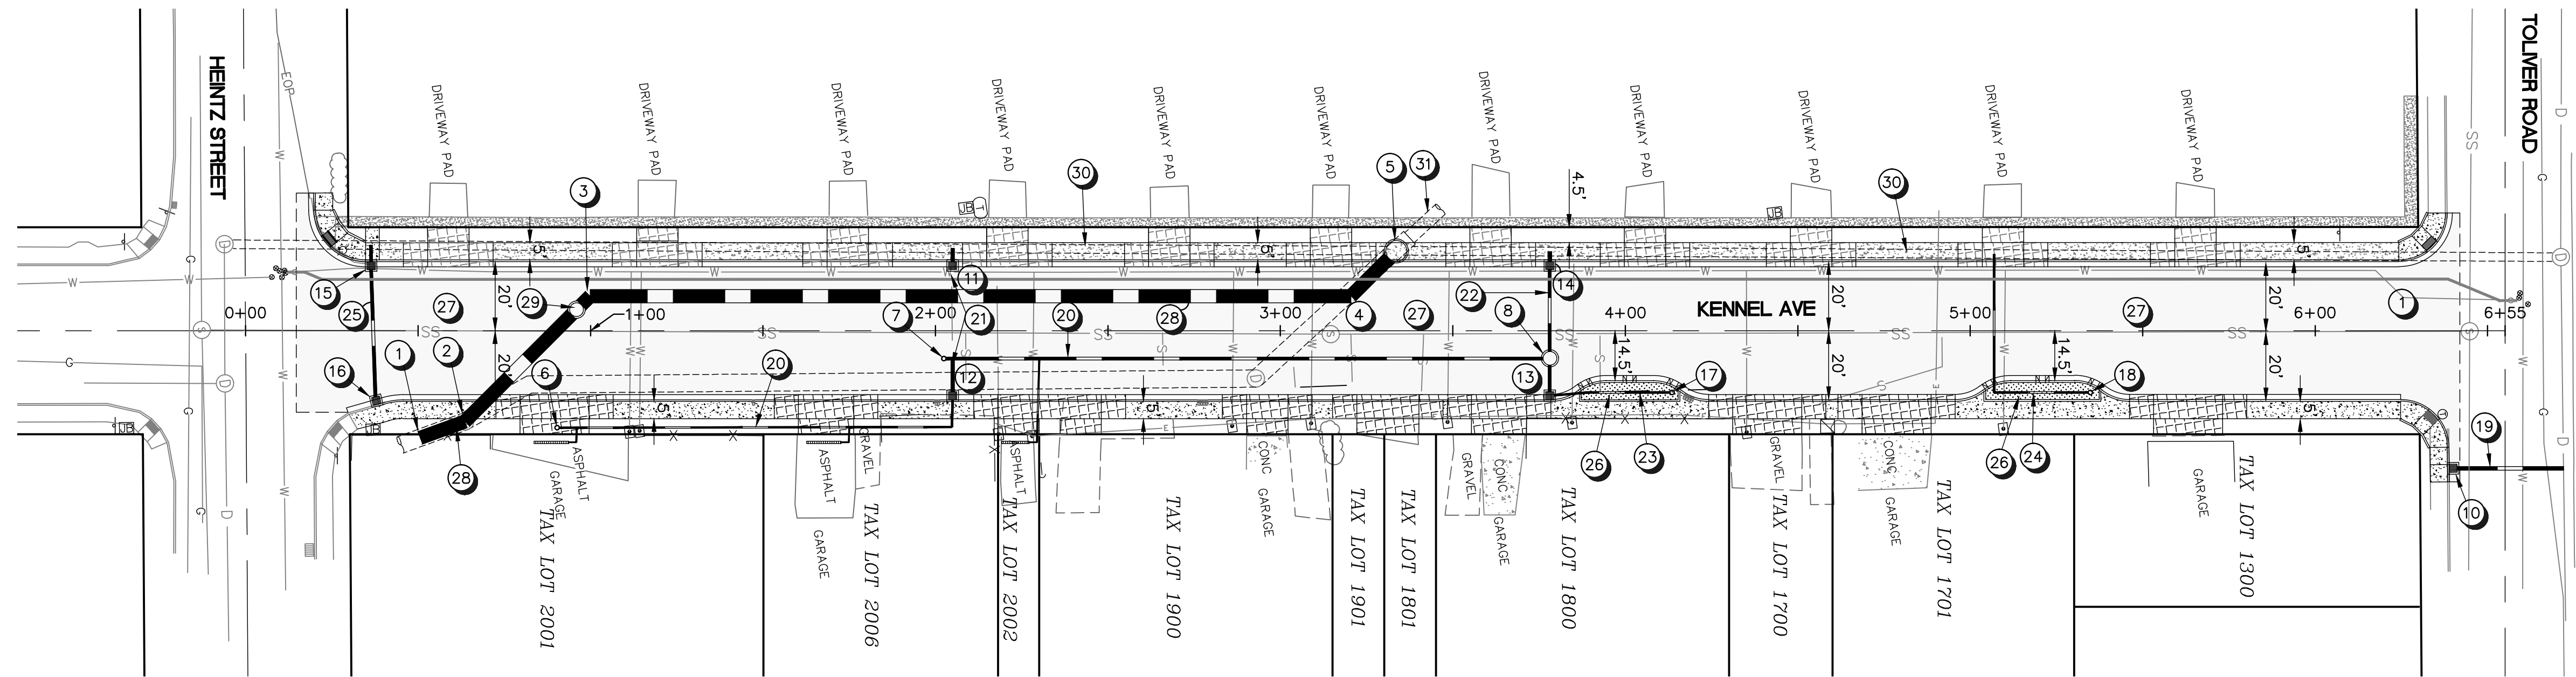 HEINTZ STREET
TOLIVER ROAD
KENNEL AVE
EOP
DRIVEWAY PAD
DRIVEWAY PAD
DRIVEWAY PAD
DRIVEWAY PAD
DRIVEWAY PAD
DRIVEWAY PAD
DRIVEWAY PAD
DRIVEWAY PAD
DRIVEWAY PAD
DRIVEWAY PAD
DRIVEWAY PAD
3
30
5
31
30
4.5'
JB
T
JB
5'
5'
5'
5'
15
29
11
14
22
25
27
20'
7
21
20
28
4
27
8
20'
27
20'
1
0+00
1+00
2+00
3+00
4+00
5+00
6+00
6+55
SS
SS
SS
SS
SS
SS
SS
SS
1
2
20'
16
6
20
12
13
14.5'
17
20'
14.5'
18
20'
5'
5'
5'
JB
JB
28
26
23
26
24
19
10
ASPHALT
GARAGE
ASPHALT
GRAVEL
GARAGE
ASPHALT
CONC
GARAGE
GRAVEL
CONC
GARAGE
GRAVEL
CONC
GARAGE
GARAGE
TAX LOT 2001
TAX LOT 2006
TAX LOT 2002
TAX LOT 1900
TAX LOT 1901
TAX LOT 1801
TAX LOT 1800
TAX LOT 1700
TAX LOT 1701
TAX LOT 1300